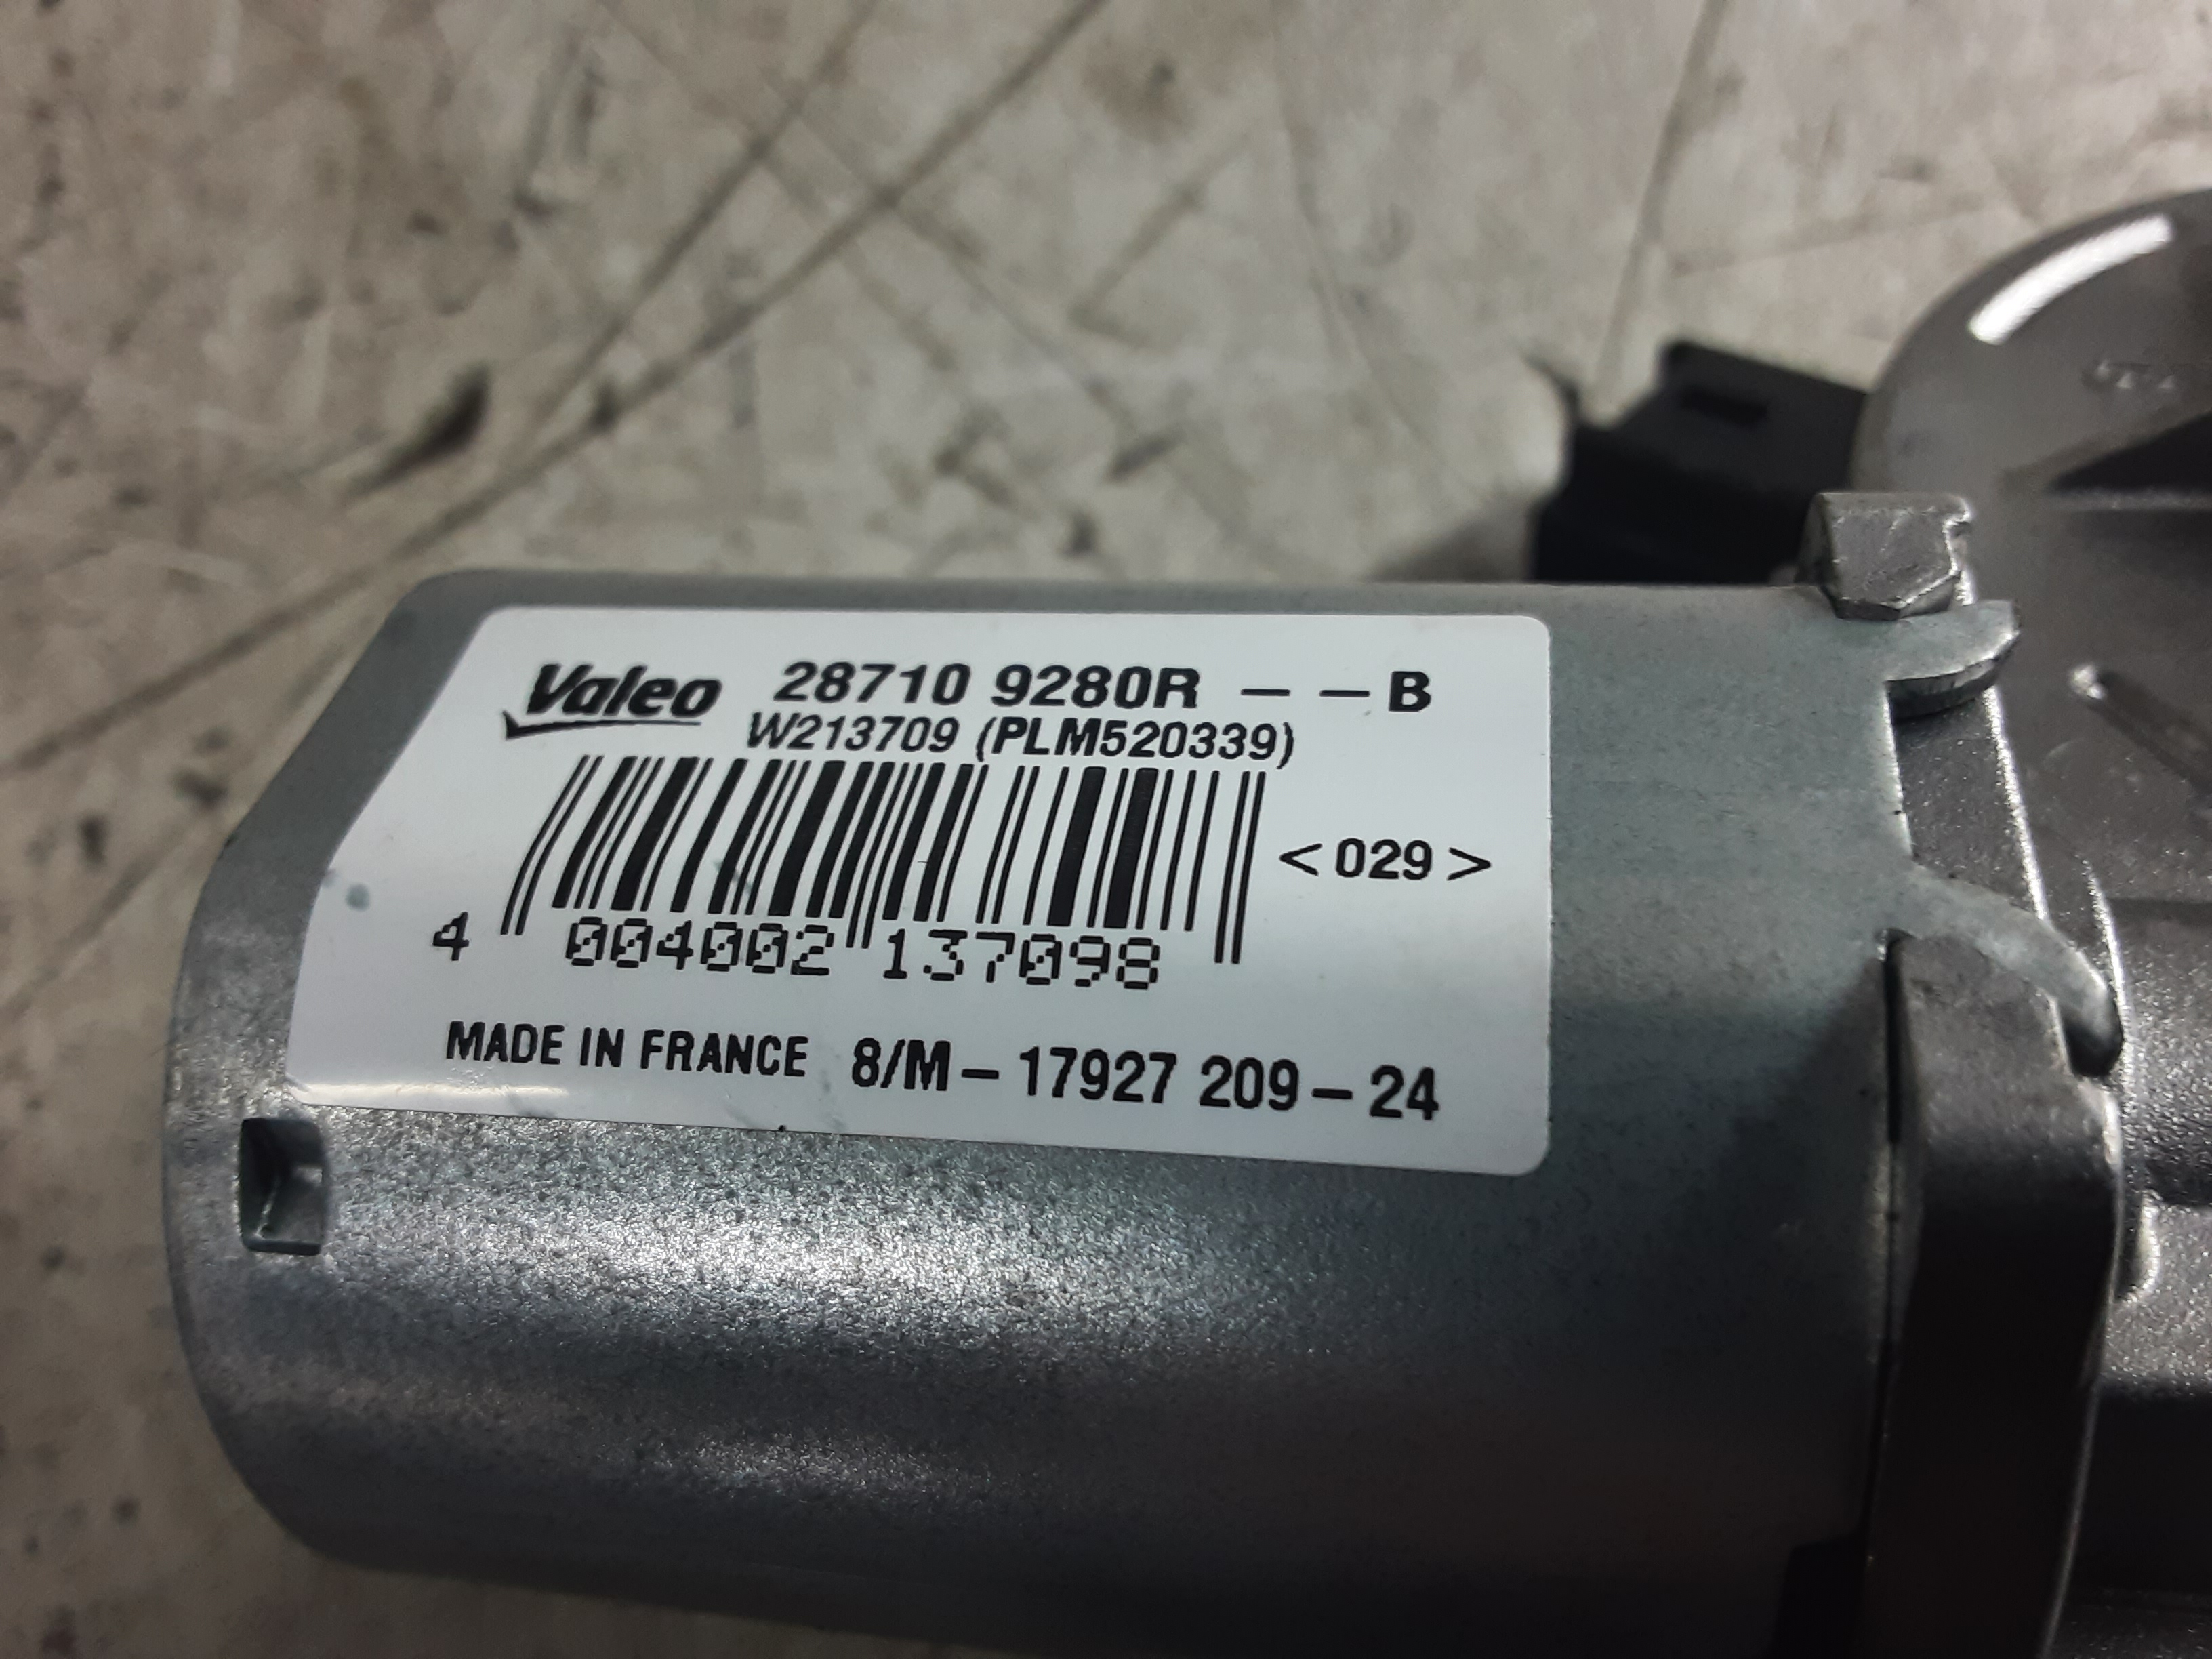 Valeo 28710 9280R – – B
W213709 (PLM520339)
<029>
4 004002 137098
MADE IN FRANCE 8/M – 17927 209 – 24